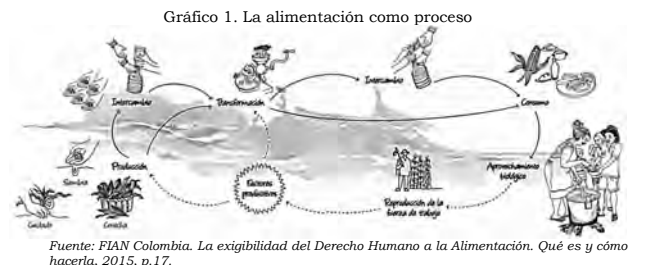 Gráfico 1. La alimentación como proceso
Intercambio
Transformación
Intercambio
Consumo
Producción
Siembra
Cuidado
Cosecha
Factores
productivos
Reproducción de la
fuerza de trabajo
Aprovechamiento
biológico
Fuente: FIAN Colombia. La exigibilidad del Derecho Humano a la Alimentación. Qué es y cómo
hacerla, 2015, p.17.